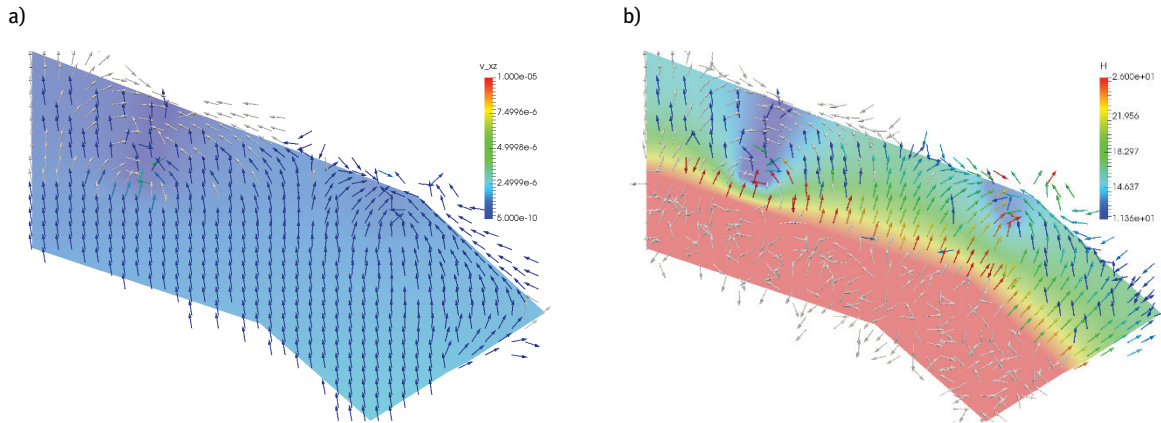 a)
b)
v_xz
1.000e-05
7.4996e-6
4.9998e-6
2.4999e-6
5.000e-10
H
2.600e+01
21.956
18.297
14.637
1.136e+01